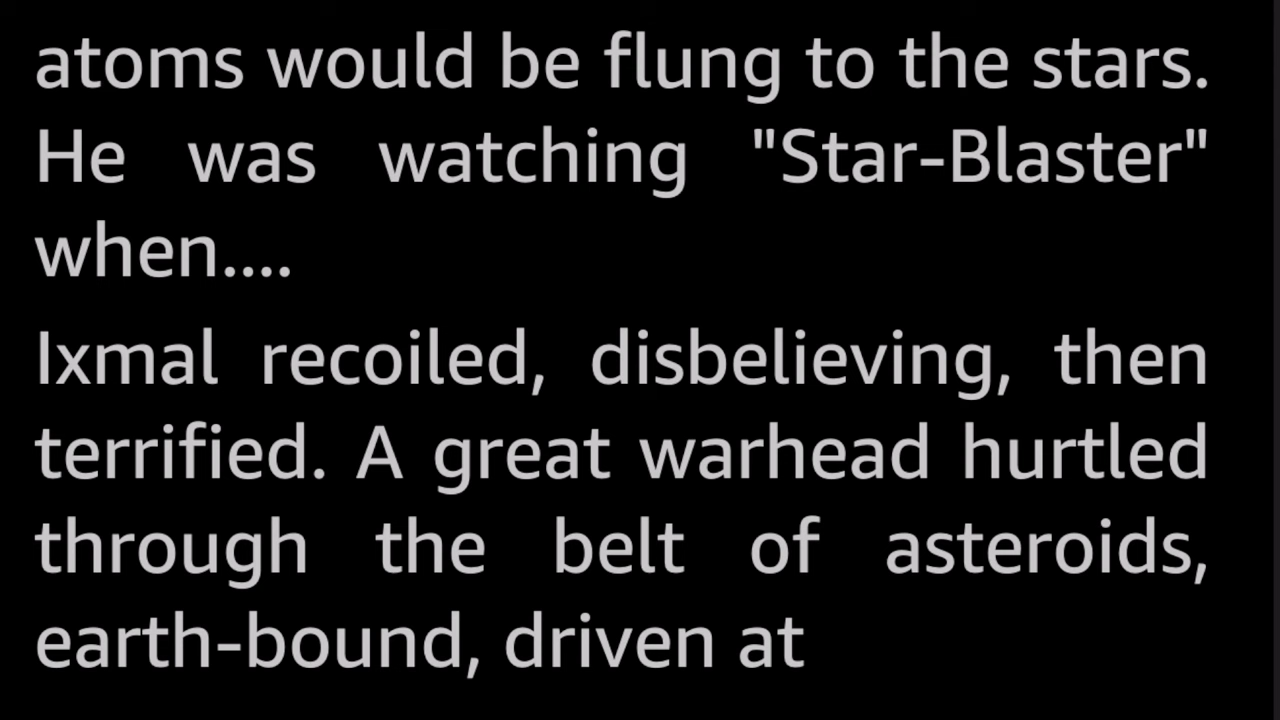 atoms would be flung to the stars.
He was watching "Star-Blaster"
when....
Ixmal recoiled, disbelieving, then
terrified. A great warhead hurtled
through the belt of asteroids,
earth-bound, driven at